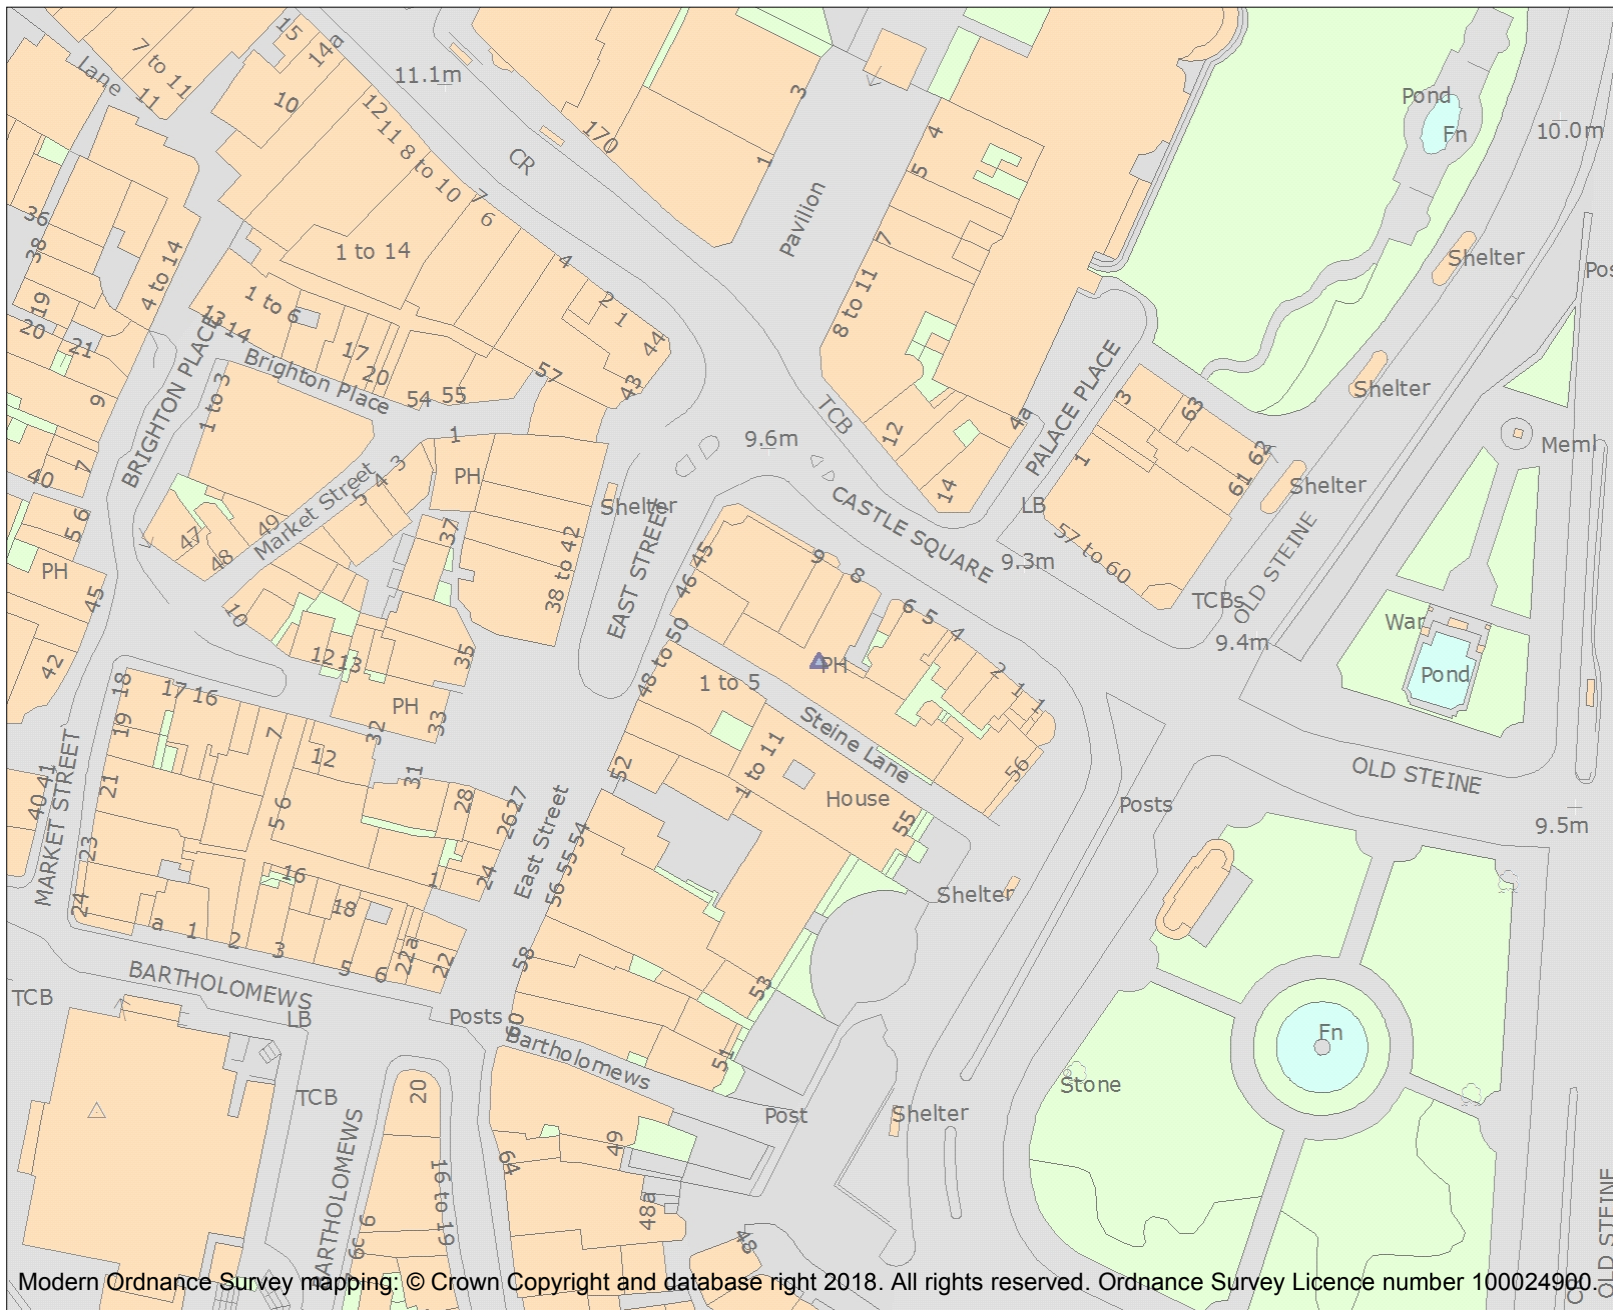 15
14a
7 to 11
Lane
11
10
11.1m
12
11
8 to 10
7
6
CR
170
3
1
Pavilion
4
5
7
8 to 11
Pond
Fn
10.0m
Shelter
Pos
36
38
19
20
21
4 to 14
1 to 14
1 to 6
13
14
17
20
Brighton Place
54
55
57
4
2
1
44
43
9
BRIGHTON PLACE
1 to 3
1
PH
3
4
5
Market Street
49
47
48
37
40
7
6
5
PH
45
42
9.6m
TCB
12
14
4a
PALACE PLACE
3
1
63
62
61
57 to 60
LB
Shelter
Shelter
Meml
Shelter
EAST STREET
38 to 42
CASTLE SQUARE
9.3m
TCBs
OLD STEINE
9.4m
War
Pond
46 45
48 to 50
9
8
6
5
4
2
1
1
PH
1 to 5
Steine Lane
56
10
12
13
35
PH
33
32
18
17
16
19
7
12
31
28
26
27
21
5
6
40
41
MARKET STREET
23
24
16
18
1
24
a
1
2
3
5
6
22a
22
52
East Street
56 55 54
1 to 11
House
55
Posts
OLD STEINE
9.5m
Shelter
BARTHOLOMEWS
TCB
LB
Posts
58
60
Bartholomews
53
51
Post
Shelter
Stone
Fn
TCB
BARTHOLOMEWS
20
16 to 19
9
39
64
49
48a
48
OLD STEINE
Modern Ordnance Survey mapping: © Crown Copyright and database right 2018. All rights reserved. Ordnance Survey Licence number 100024900.